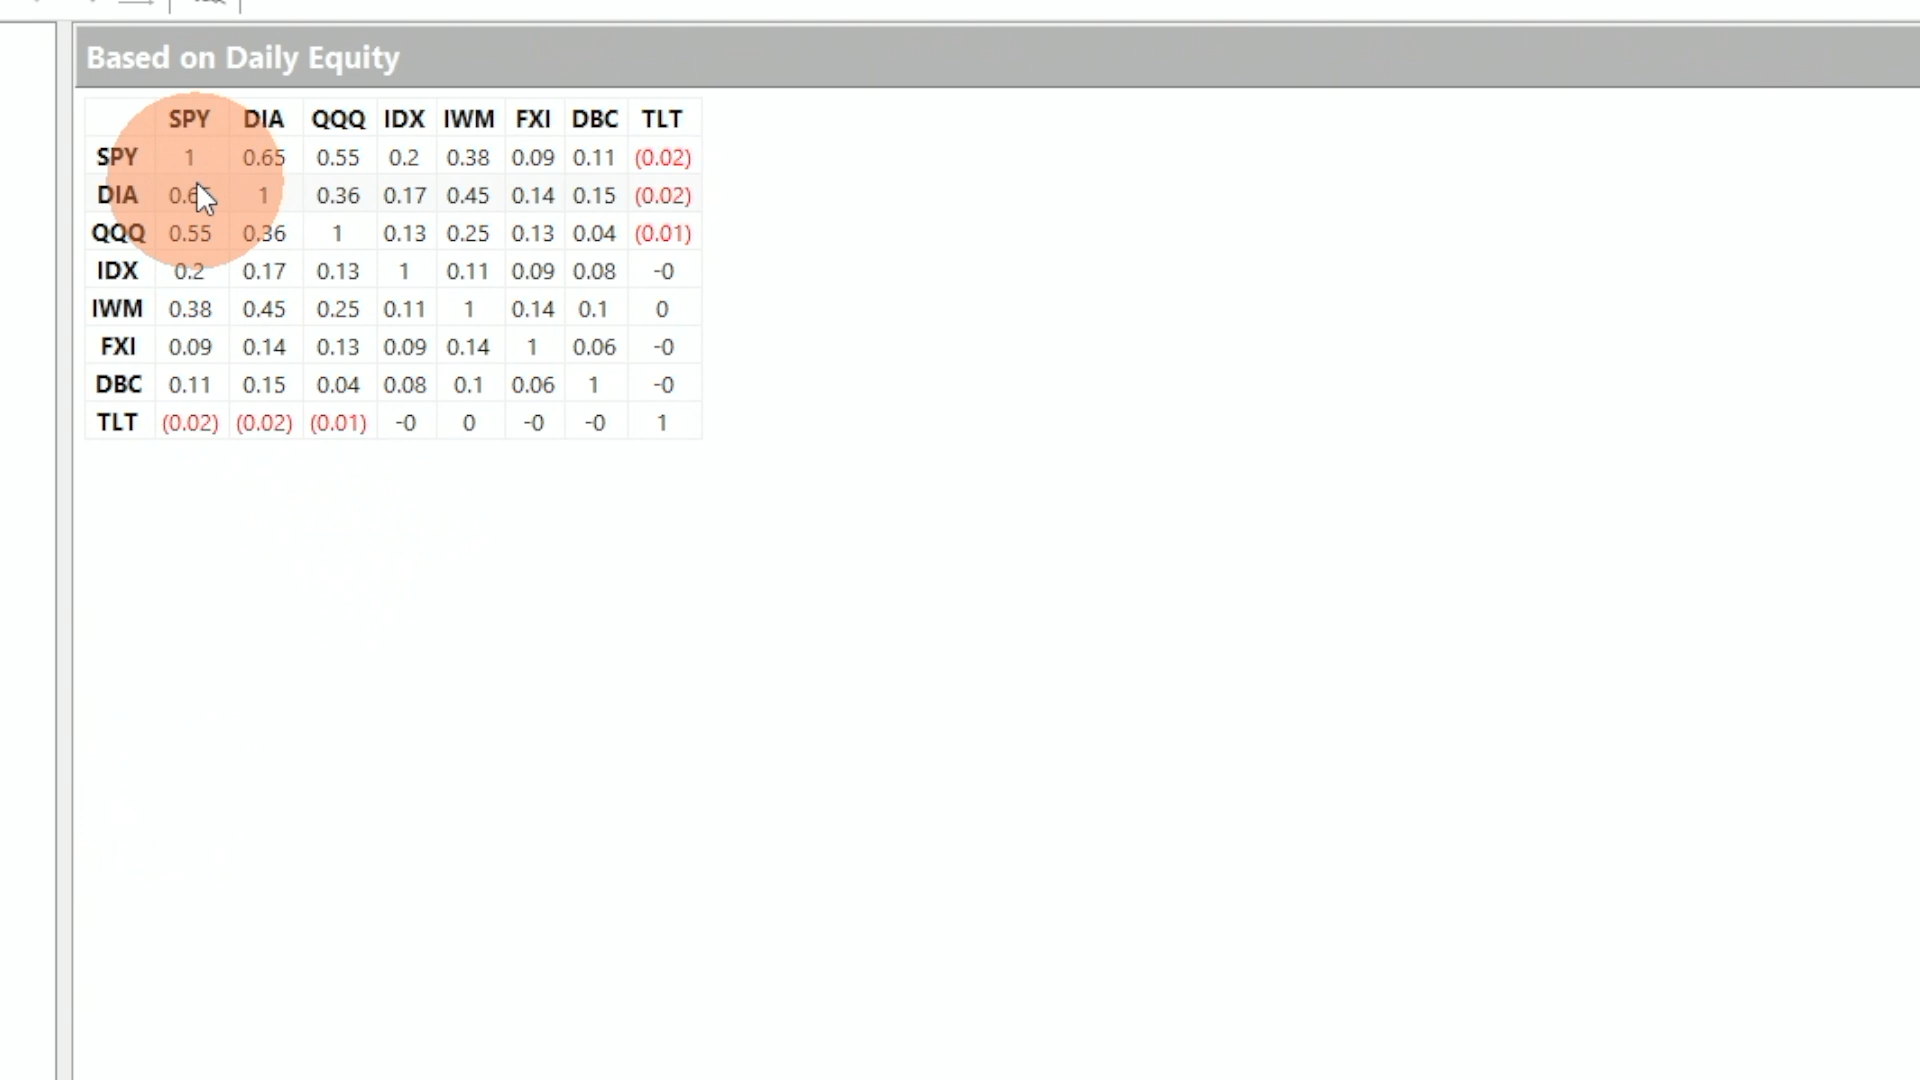 Based on Daily Equity
SPY DIA QQQ IDX IWM FXI DBC TLT
SPY 1 0.65 0.55 0.2 0.38 0.09 0.11 (0.02)
DIA 1 0.36 0.17 0.45 0.14 0.15 (0.02)
QQQ 0.55 0.36 1 0.13 0.25 0.13 0.04 (0.01)
IDX 0.2 0.17 0.13 1 0.11 0.09 0.08 -0
IWM 0.38 0.45 0.25 0.11 1 0.14 0.1 0
FXI 0.09 0.14 0.13 0.09 0.14 1 0.06 -0
DBC 0.11 0.15 0.04 0.08 0.1 0.06 1 -0
TLT (0.02) (0.02) (0.01) -0 0 -0 -0 1